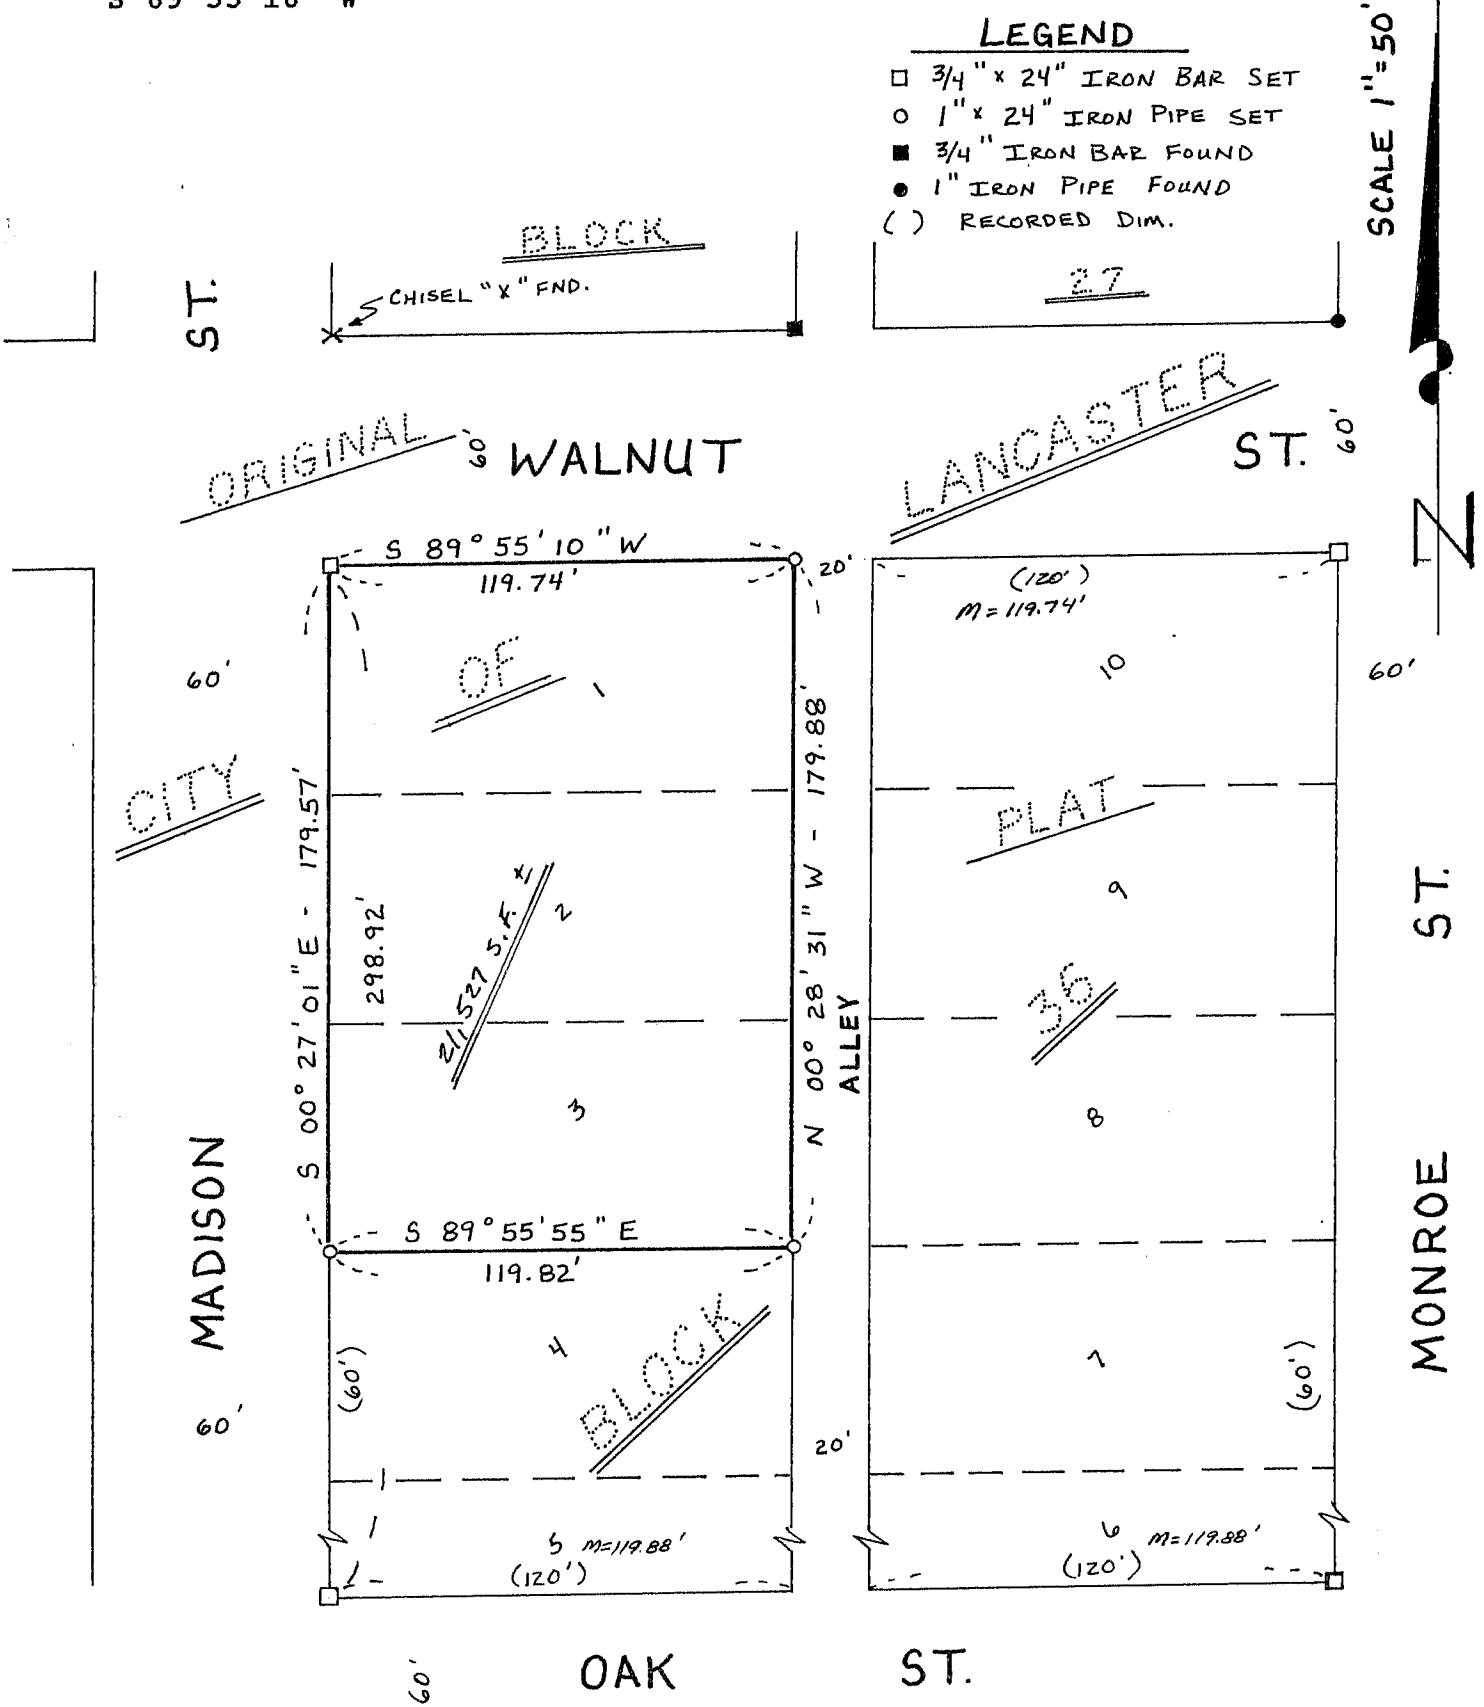 LEGEND
3/4" x 24" IRON BAR SET
1" x 24" IRON PIPE SET
3/4" IRON BAR FOUND
1" IRON PIPE FOUND
( ) RECORDED DIM.
SCALE 1"=50'
BLOCK
27
CHISEL "X" FND.
ST.
ORIGINAL
60'
WALNUT
LANCASTER
ST.
60'
N
S 89° 55' 10" W
119.74'
20'
(120')
M=119.74'
60'
OF
1
10
60'
CITY
S 00° 27' 01" E - 179.57'
298.92'
N 00° 28' 31" W - 179.88'
PLAT
21,527 S.F.
2
9
ST.
36
ALLEY
3
8
MADISON
S 89° 55' 55" E
119.82'
MONROE
(60')
4
BLOCK
7
(60')
60'
20'
5 M=119.88'
(120')
6 M=119.88'
(120')
60'
OAK
ST.